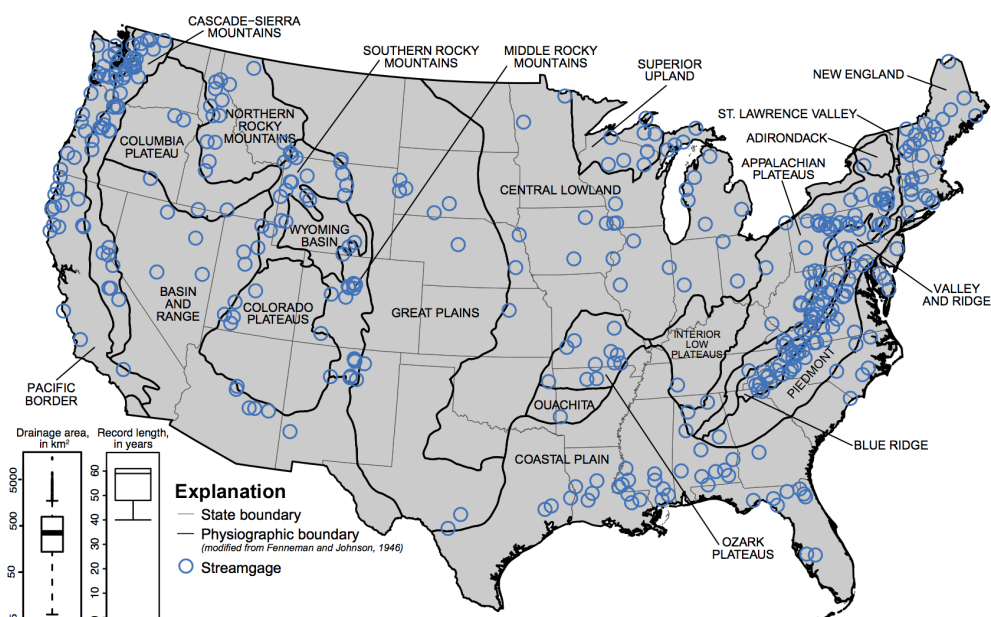 CASCADE−SIERRA
MOUNTAINS
SOUTHERN ROCKY
MOUNTAINS
MIDDLE ROCKY
MOUNTAINS
SUPERIOR
UPLAND
NEW ENGLAND
ST. LAWRENCE VALLEY
ADIRONDACK
APPALACHIAN
PLATEAUS
COLUMBIA
PLATEAU
NORTHERN
ROCKY
MOUNTAINS
CENTRAL LOWLAND
WYOMING
BASIN
BASIN
AND
RANGE
COLORADO
PLATEAUS
GREAT PLAINS
INTERIOR
LOW
PLATEAUS
VALLEY
AND RIDGE
PIEDMONT
PACIFIC
BORDER
OUACHITA
BLUE RIDGE
COASTAL PLAIN
OZARK
PLATEAUS
Drainage area,
in km²
Record length,
in years
5000
500
50
60
50
40
30
20
10
Explanation
State boundary
Physiographic boundary
(modified from Fenneman and Johnson, 1946)
Streamgage